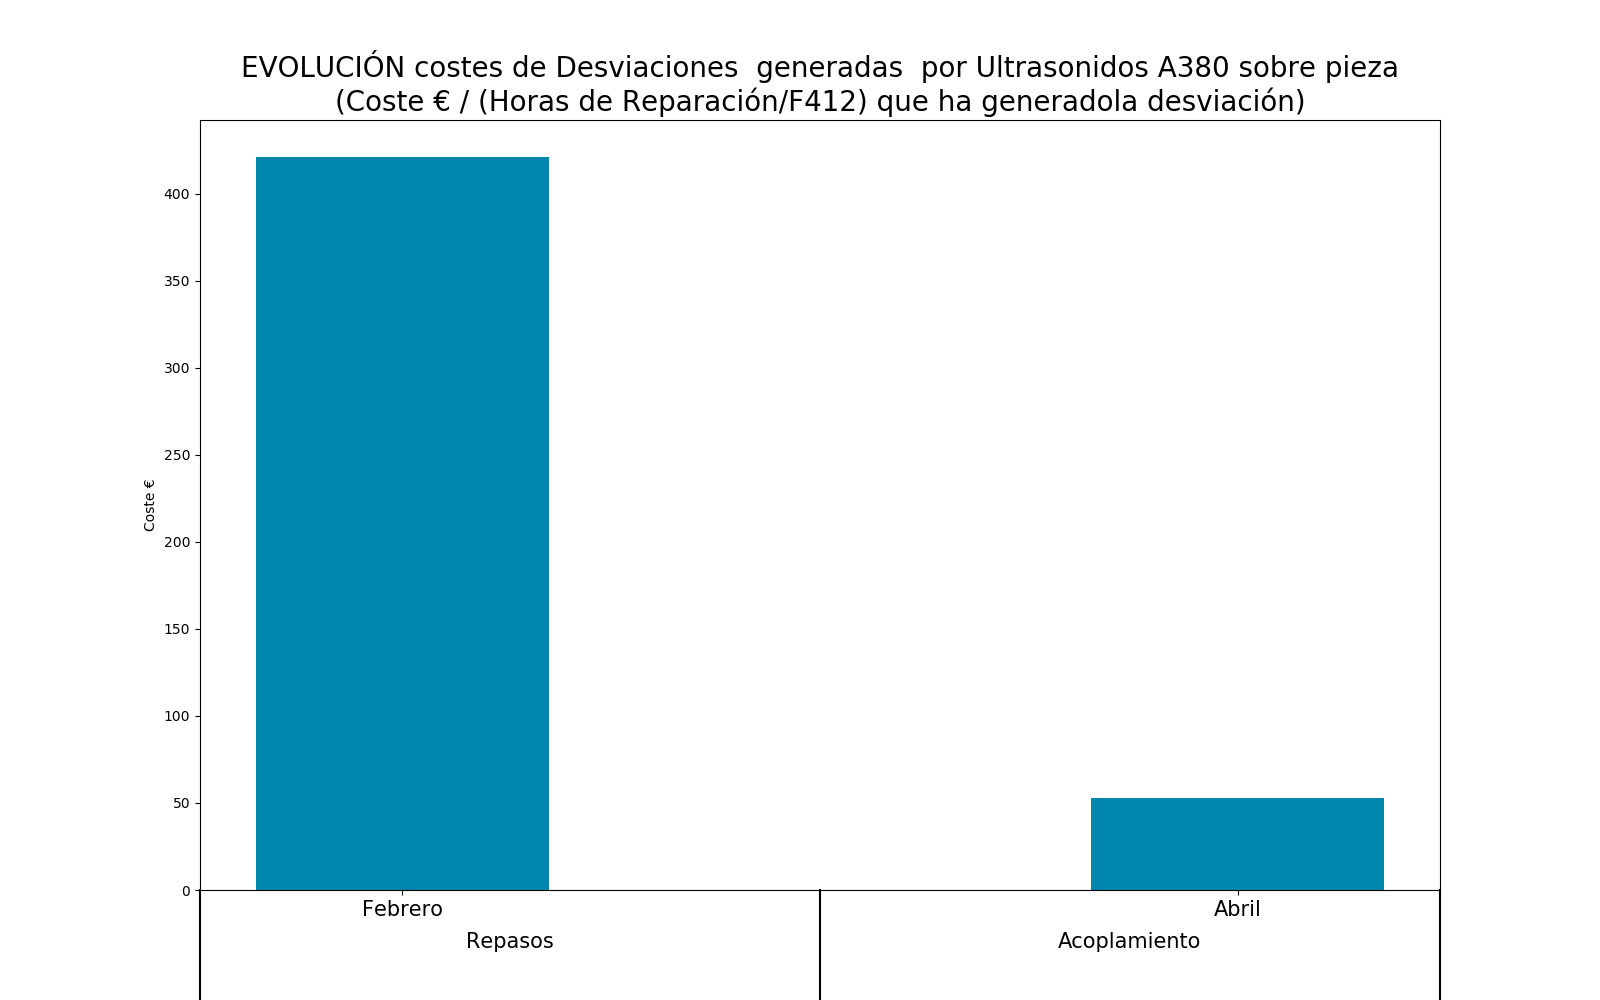 EVOLUCIÓN costes de Desviaciones  generadas  por Ultrasonidos A380 sobre pieza
(Coste € / (Horas de Reparación/F412) que ha generadola desviación)
400
350
300
250
200
150
100
50
0
Coste €
Febrero
Abril
Repasos
Acoplamiento